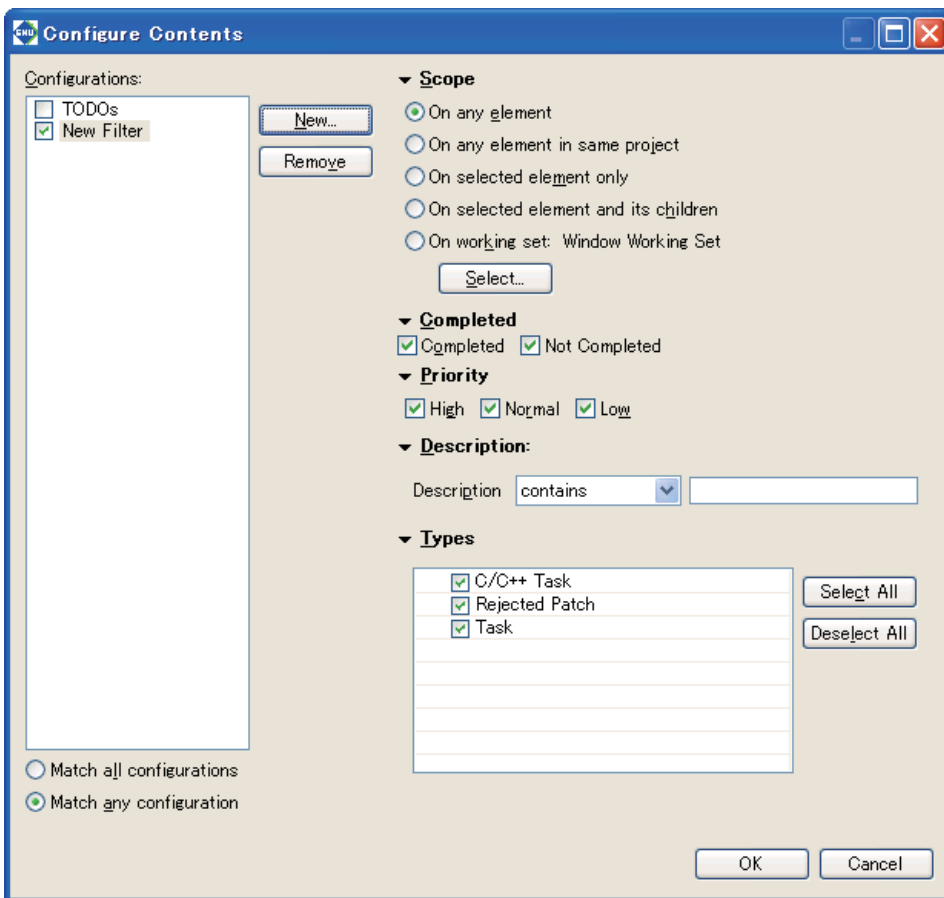 GNU Configure Contents
Configurations:
TODOs
New Filter
New...
Remove
Match all configurations
Match any configuration
Scope
On any element
On any element in same project
On selected element only
On selected element and its children
On working set: Window Working Set
Select...
Completed
Completed Not Completed
Priority
High Normal Low
Description:
Description contains
Types
C/C++ Task
Rejected Patch
Task
Select All
Deselect All
OK Cancel